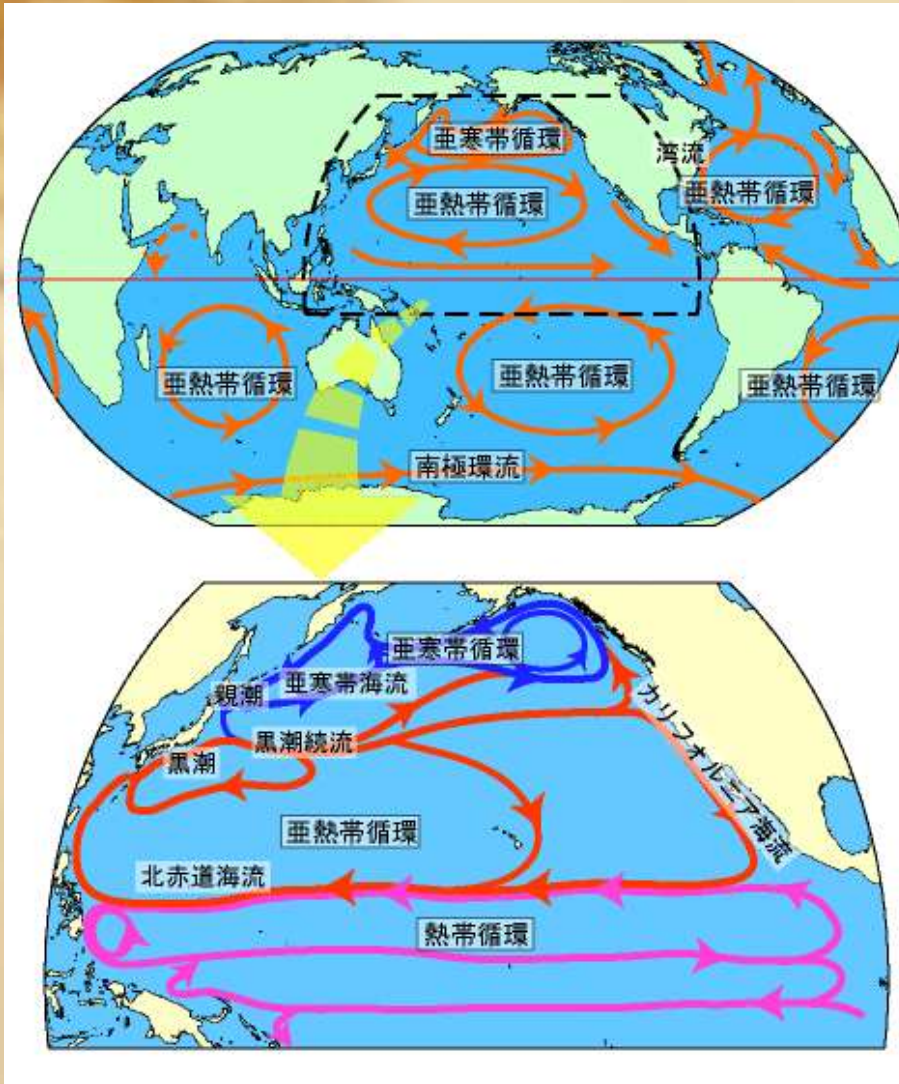 亜寒帯循環
湾流
亜熱帯循環
亜熱帯循環
亜熱帯循環
亜熱帯循環
亜熱帯循環
南極環流
亜寒帯循環
亜寒帯海流
親潮
カリフォルニア海流
黒潮続流
黒潮
亜熱帯循環
北赤道海流
熱帯循環